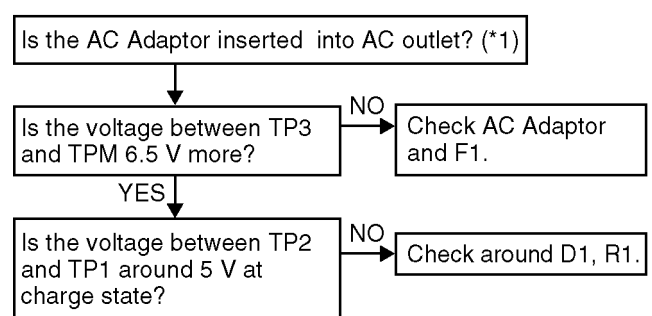 Is the AC Adaptor inserted into AC outlet? (*1)
Is the voltage between TP3
and TPM 6.5 V more?
NO
Check AC Adaptor
and F1.
YES
Is the voltage between TP2
and TP1 around 5 V at
charge state?
NO
Check around D1, R1.